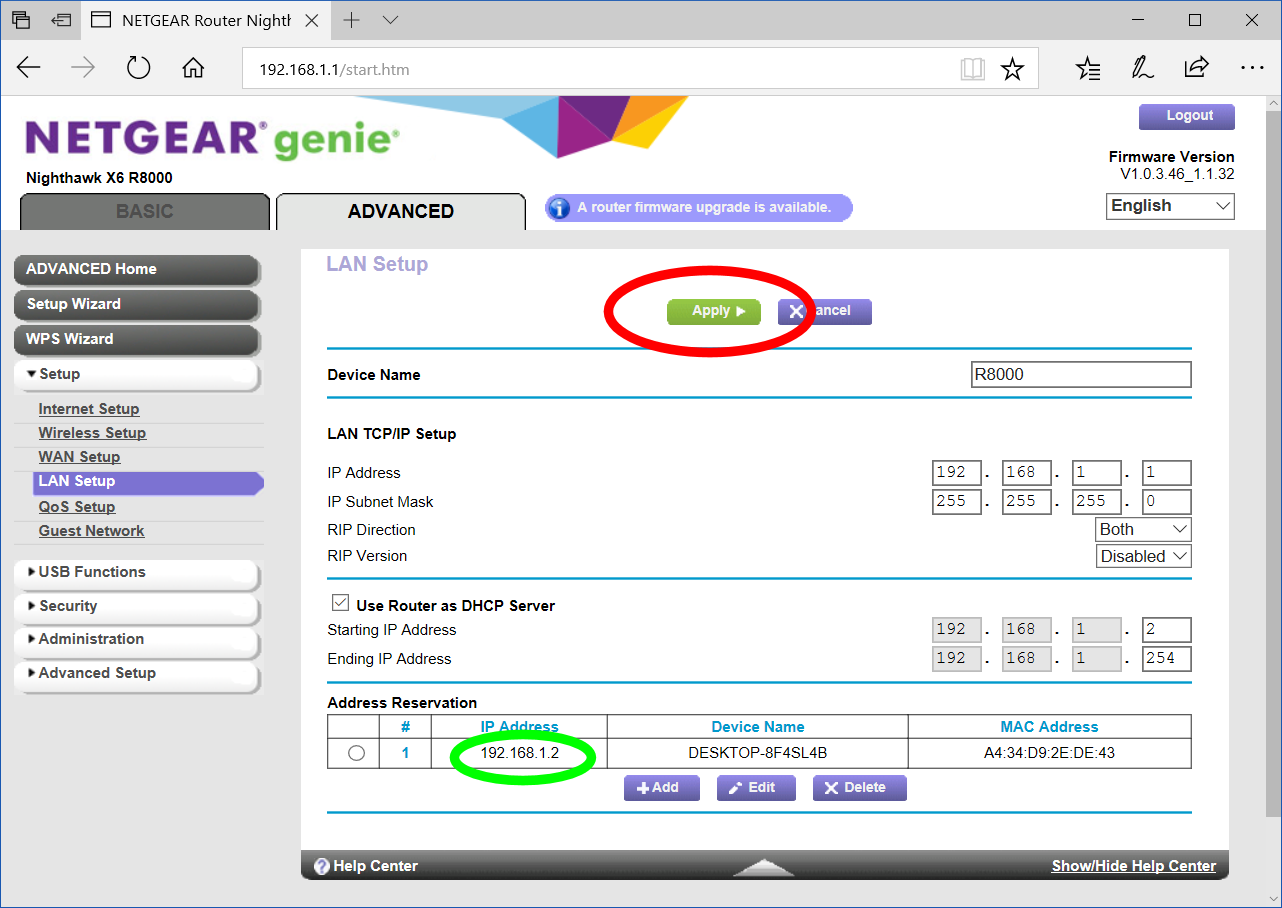 NETGEAR Router Nighth
192.168.1.1/start.htm
NETGEAR® genie®
Logout
Nighthawk X6 R8000
Firmware Version
V1.0.3.46_1.1.32
BASIC
ADVANCED
A router firmware upgrade is available.
English
ADVANCED Home
Setup Wizard
WPS Wizard
Setup
Internet Setup
Wireless Setup
WAN Setup
LAN Setup
QoS Setup
Guest Network
USB Functions
Security
Administration
Advanced Setup
LAN Setup
Apply
ancel
Device Name R8000
LAN TCP/IP Setup
IP Address 192 . 168 . 1 . 1
IP Subnet Mask 255 . 255 . 255 . 0
RIP Direction Both
RIP Version Disabled
Use Router as DHCP Server
Starting IP Address 192 . 168 . 1 . 2
Ending IP Address 192 . 168 . 1 . 254
Address Reservation
# IP Address Device Name MAC Address
1 192.168.1.2 DESKTOP-8F4SL4B A4:34:D9:2E:DE:43
Add Edit Delete
Help Center Show/Hide Help Center